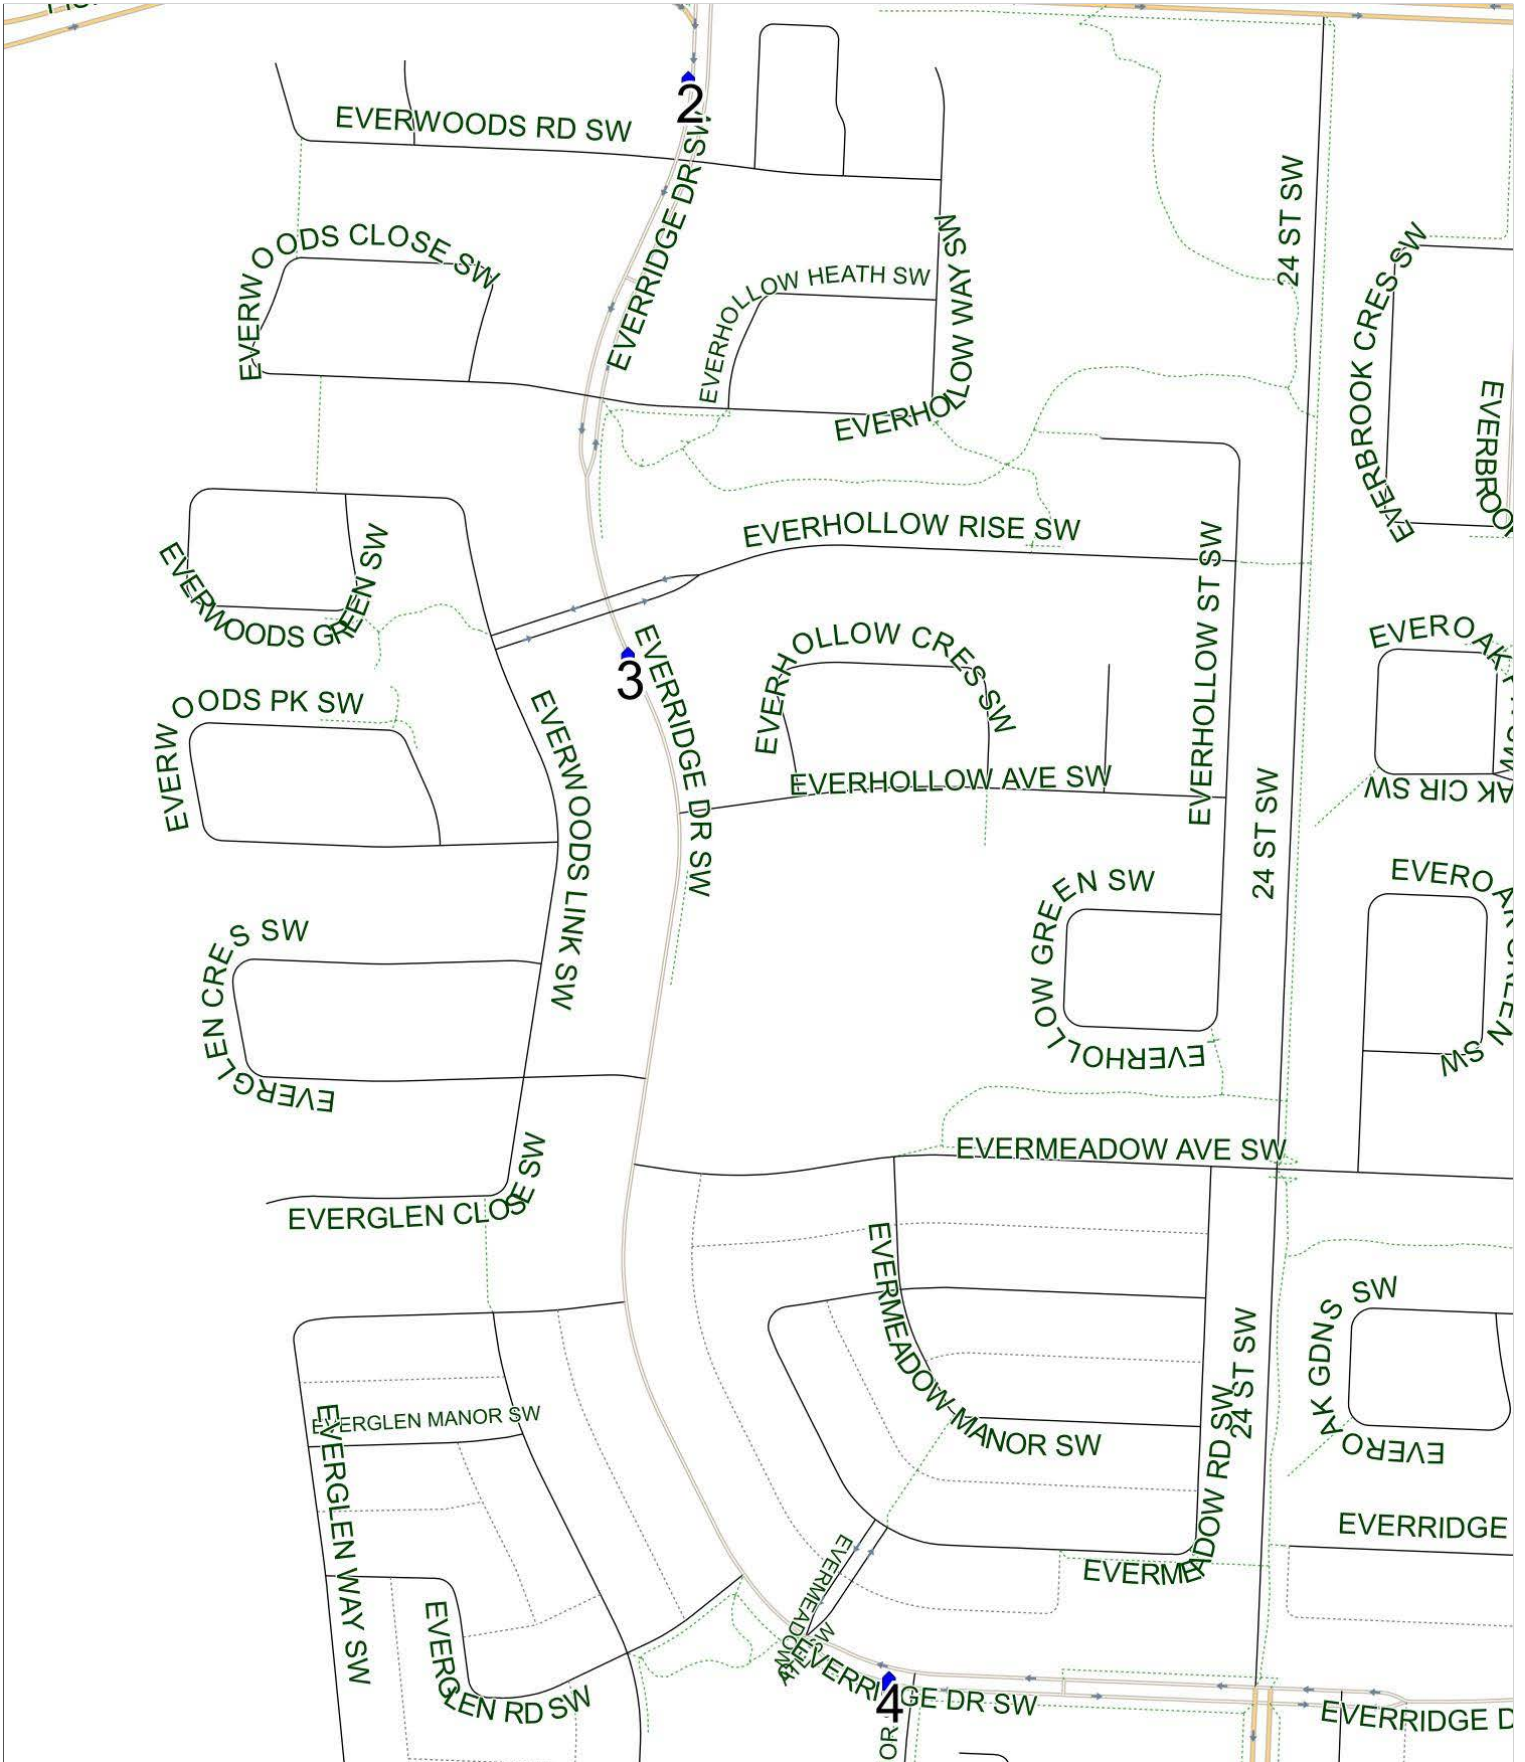 2
EVERWOODS RD SW
EVERRIDGE DR SW
24 ST SW
EVERWOODS CLOSE SW
EVERHOLLOW HEATH SW
EVERHOLLOW WAY SW
EVERBROOK CRES SW
EVERHOLLOW RISE SW
EVERWOODS GREEN SW
EVERHOLLOW ST SW
3
EVERRIDGE DR SW
EVERHOLLOW CRES SW
EVERWOODS PK SW
EVERWOODS LINK SW
EVERHOLLOW AVE SW
AK CIR SW
24 ST SW
EVERHOLLOW GREEN SW
EVERGLEN CRES SW
EVERMEADOW AVE SW
EVERGLEN CLOSE SW
EVERMEADOW MANOR SW
EVEROAK GDNS SW
24 ST SW
EVERGLEN MANOR SW
EVERGLEN WAY SW
EVERMEADOW RD SW
EVERRIDGE
EVERGLEN RD SW
4
EVERRIDGE DR SW
EVERRIDGE D
OR